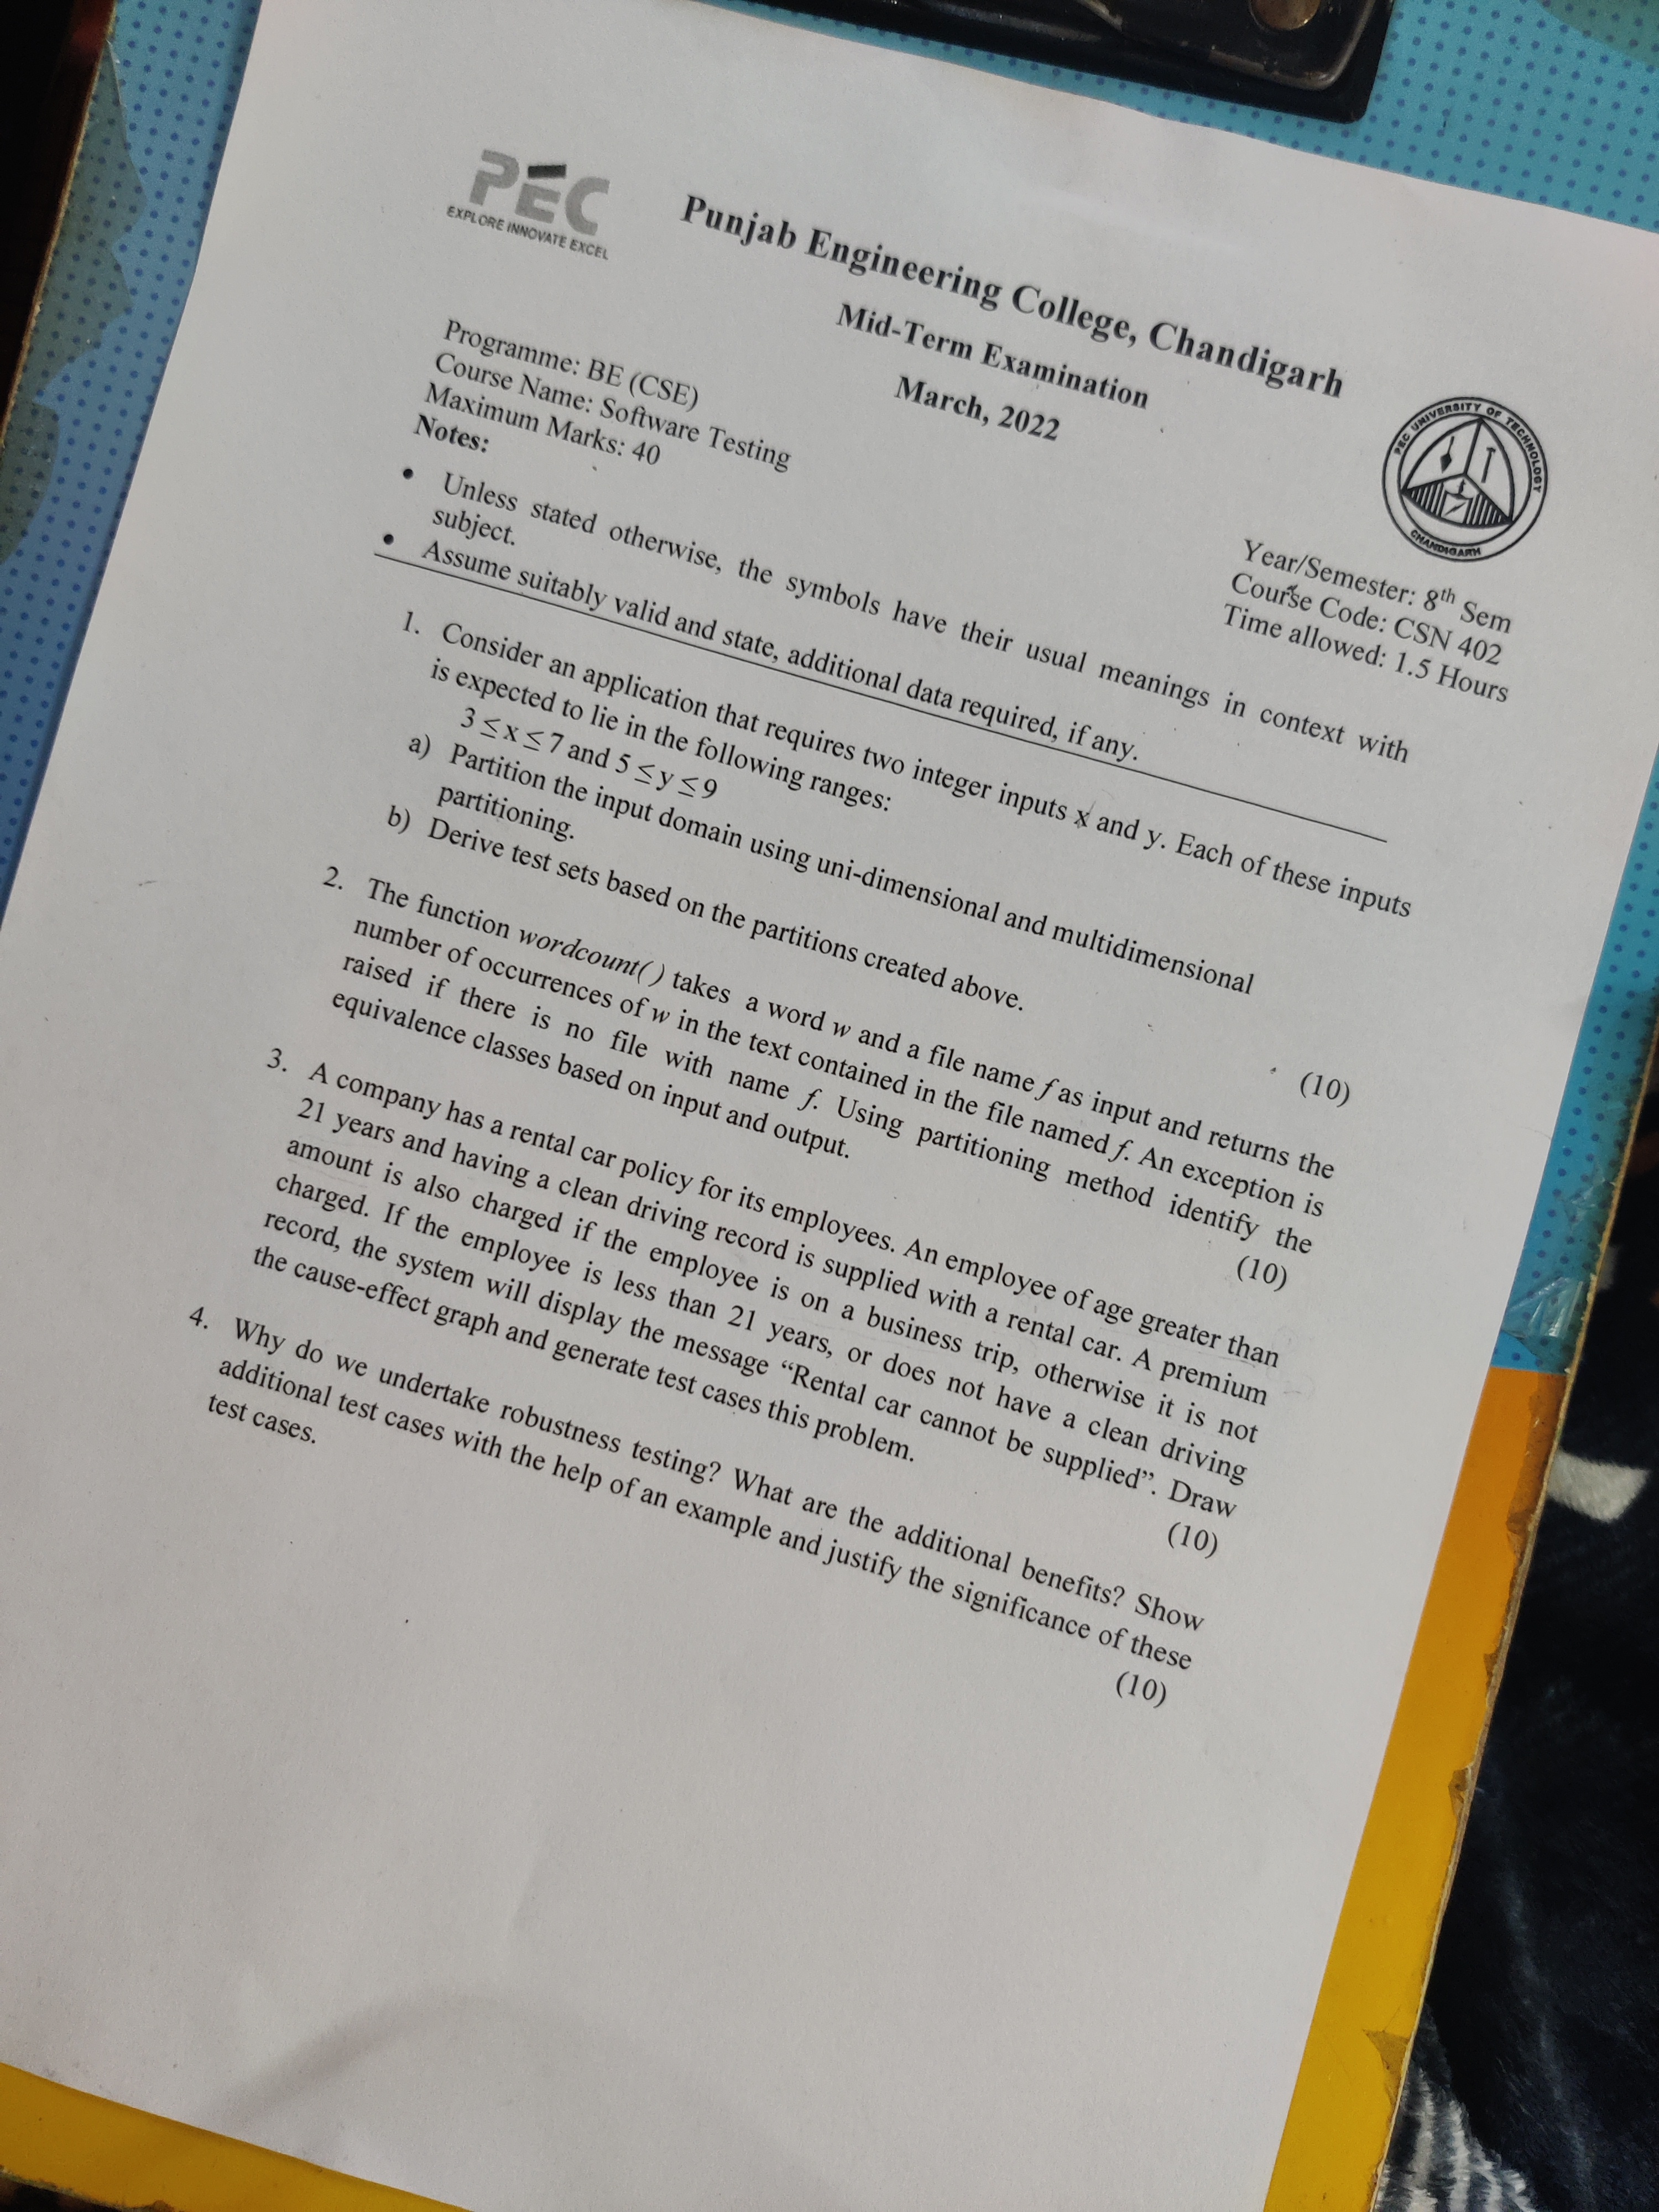 PEC
EXPLORE INNOVATE EXCEL
Punjab Engineering College, Chandigarh
Mid-Term Examination
March, 2022
PEC UNIVERSITY OF TECHNOLOGY
CHANDIGARH
Programme: BE (CSE)
Course Name: Software Testing
Maximum Marks: 40
Year/Semester: 8th Sem
Course Code: CSN 402
Time allowed: 1.5 Hours
Notes:
• Unless stated otherwise, the symbols have their usual meanings in context with
subject.
• Assume suitably valid and state, additional data required, if any.
1. Consider an application that requires two integer inputs x and y. Each of these inputs
is expected to lie in the following ranges:
3 ≤ x ≤ 7 and 5 ≤ y ≤ 9
a) Partition the input domain using uni-dimensional and multidimensional
partitioning.
b) Derive test sets based on the partitions created above.
(10)
2. The function wordcount( ) takes a word w and a file name f as input and returns the
number of occurrences of w in the text contained in the file named f. An exception is
raised if there is no file with name f. Using partitioning method identify the
equivalence classes based on input and output.
(10)
3. A company has a rental car policy for its employees. An employee of age greater than
21 years and having a clean driving record is supplied with a rental car. A premium
amount is also charged if the employee is on a business trip, otherwise it is not
charged. If the employee is less than 21 years, or does not have a clean driving
record, the system will display the message “Rental car cannot be supplied”. Draw
the cause-effect graph and generate test cases this problem.
(10)
4. Why do we undertake robustness testing? What are the additional benefits? Show
additional test cases with the help of an example and justify the significance of these
test cases.
(10)